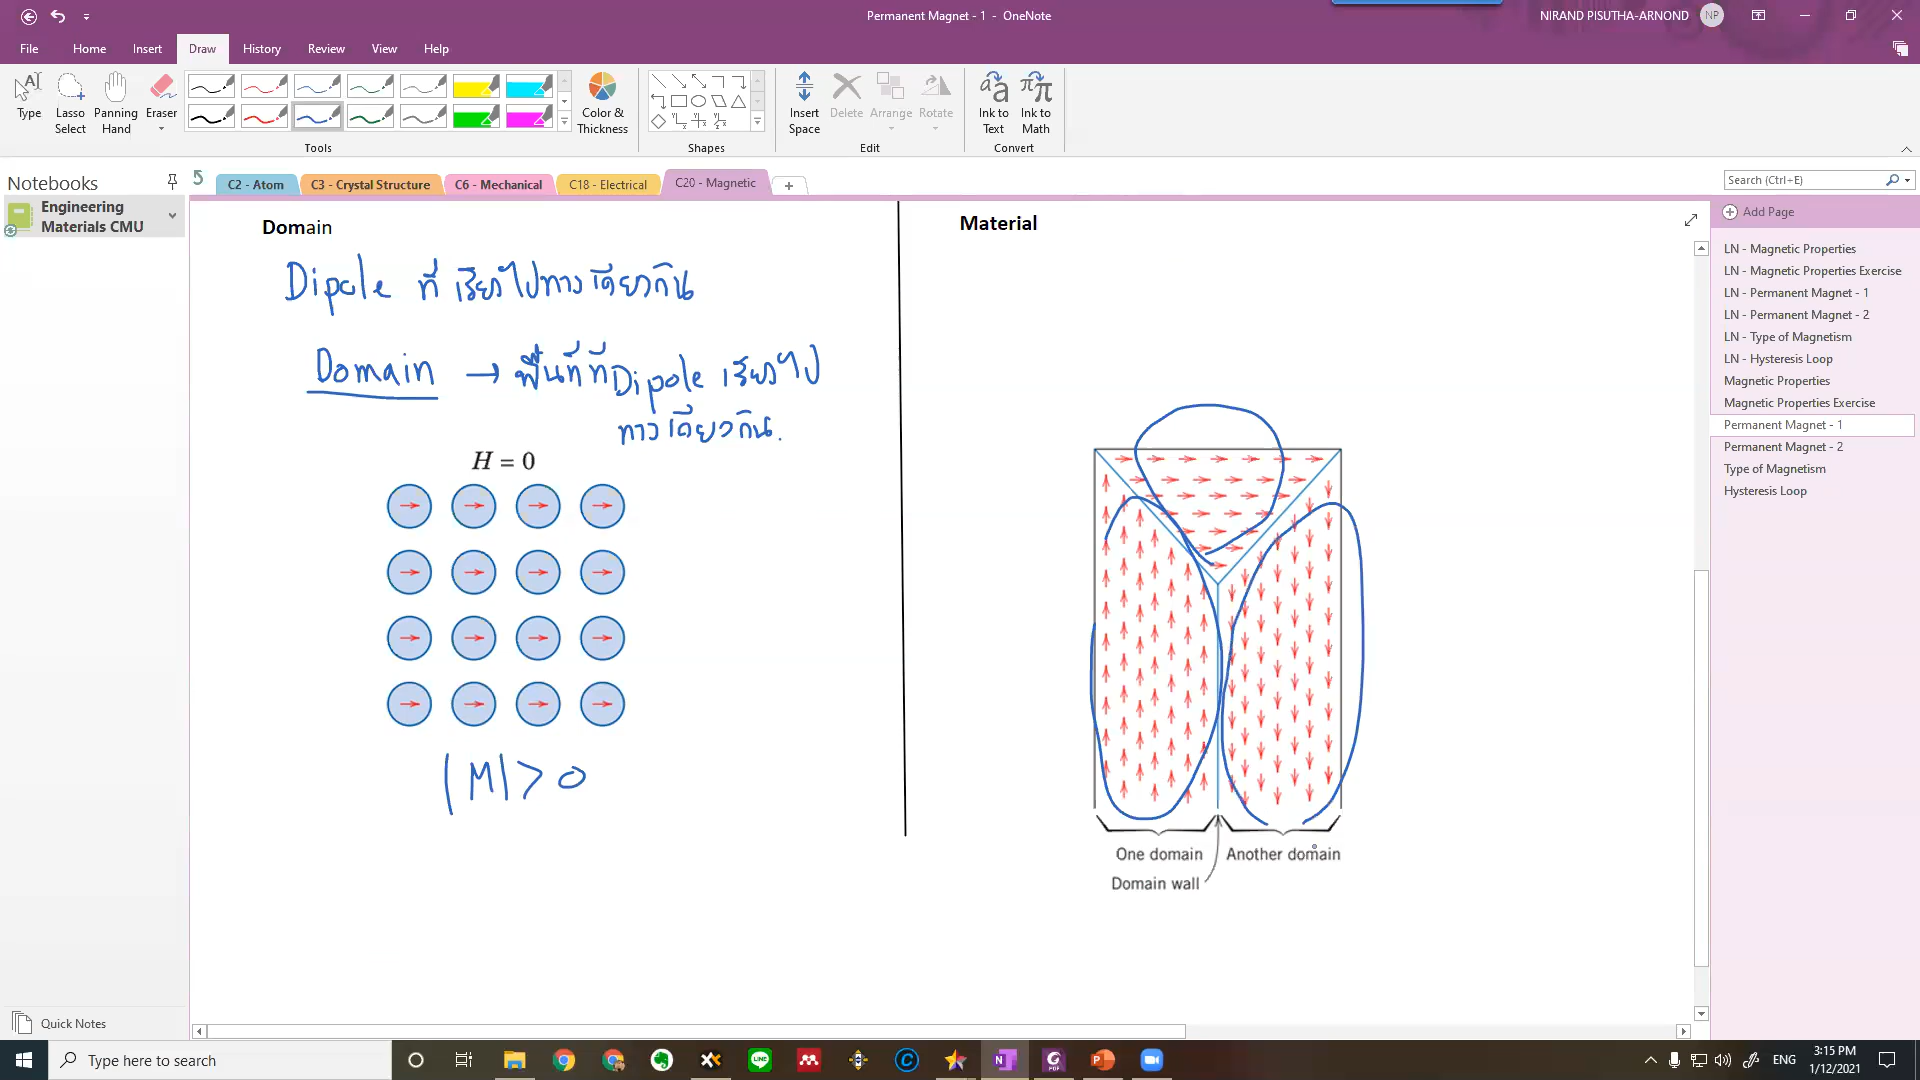 Permanent Magnet - 1 - OneNote
NIRAND PISUTHA-ARNOND
NP
File
Home
Insert
Draw
History
Review
View
Help
Type
Lasso Select
Panning Hand
Eraser
Color & Thickness
Insert Space
Delete
Arrange
Rotate
Ink to Text
Ink to Math
Tools
Shapes
Edit
Convert
Notebooks
C2 - Atom
C3 - Crystal Structure
C6 - Mechanical
C18 - Electrical
C20 - Magnetic
Search (Ctrl+E)
Engineering
Materials CMU
Add Page
LN - Magnetic Properties
LN - Magnetic Properties Exercise
LN - Permanent Magnet - 1
LN - Permanent Magnet - 2
LN - Type of Magnetism
LN - Hysteresis Loop
Magnetic Properties
Magnetic Properties Exercise
Permanent Magnet - 1
Permanent Magnet - 2
Type of Magnetism
Hysteresis Loop
Domain
Dipole ที่ เรียงไปทางเดียวกัน
Domain → พื้นที่ที่ Dipole เรียงไป
ทางเดียวกัน.
H = 0
|M| > 0
Material
One domain
Another domain
Domain wall
Quick Notes
Type here to search
ENG
3:15 PM
1/12/2021